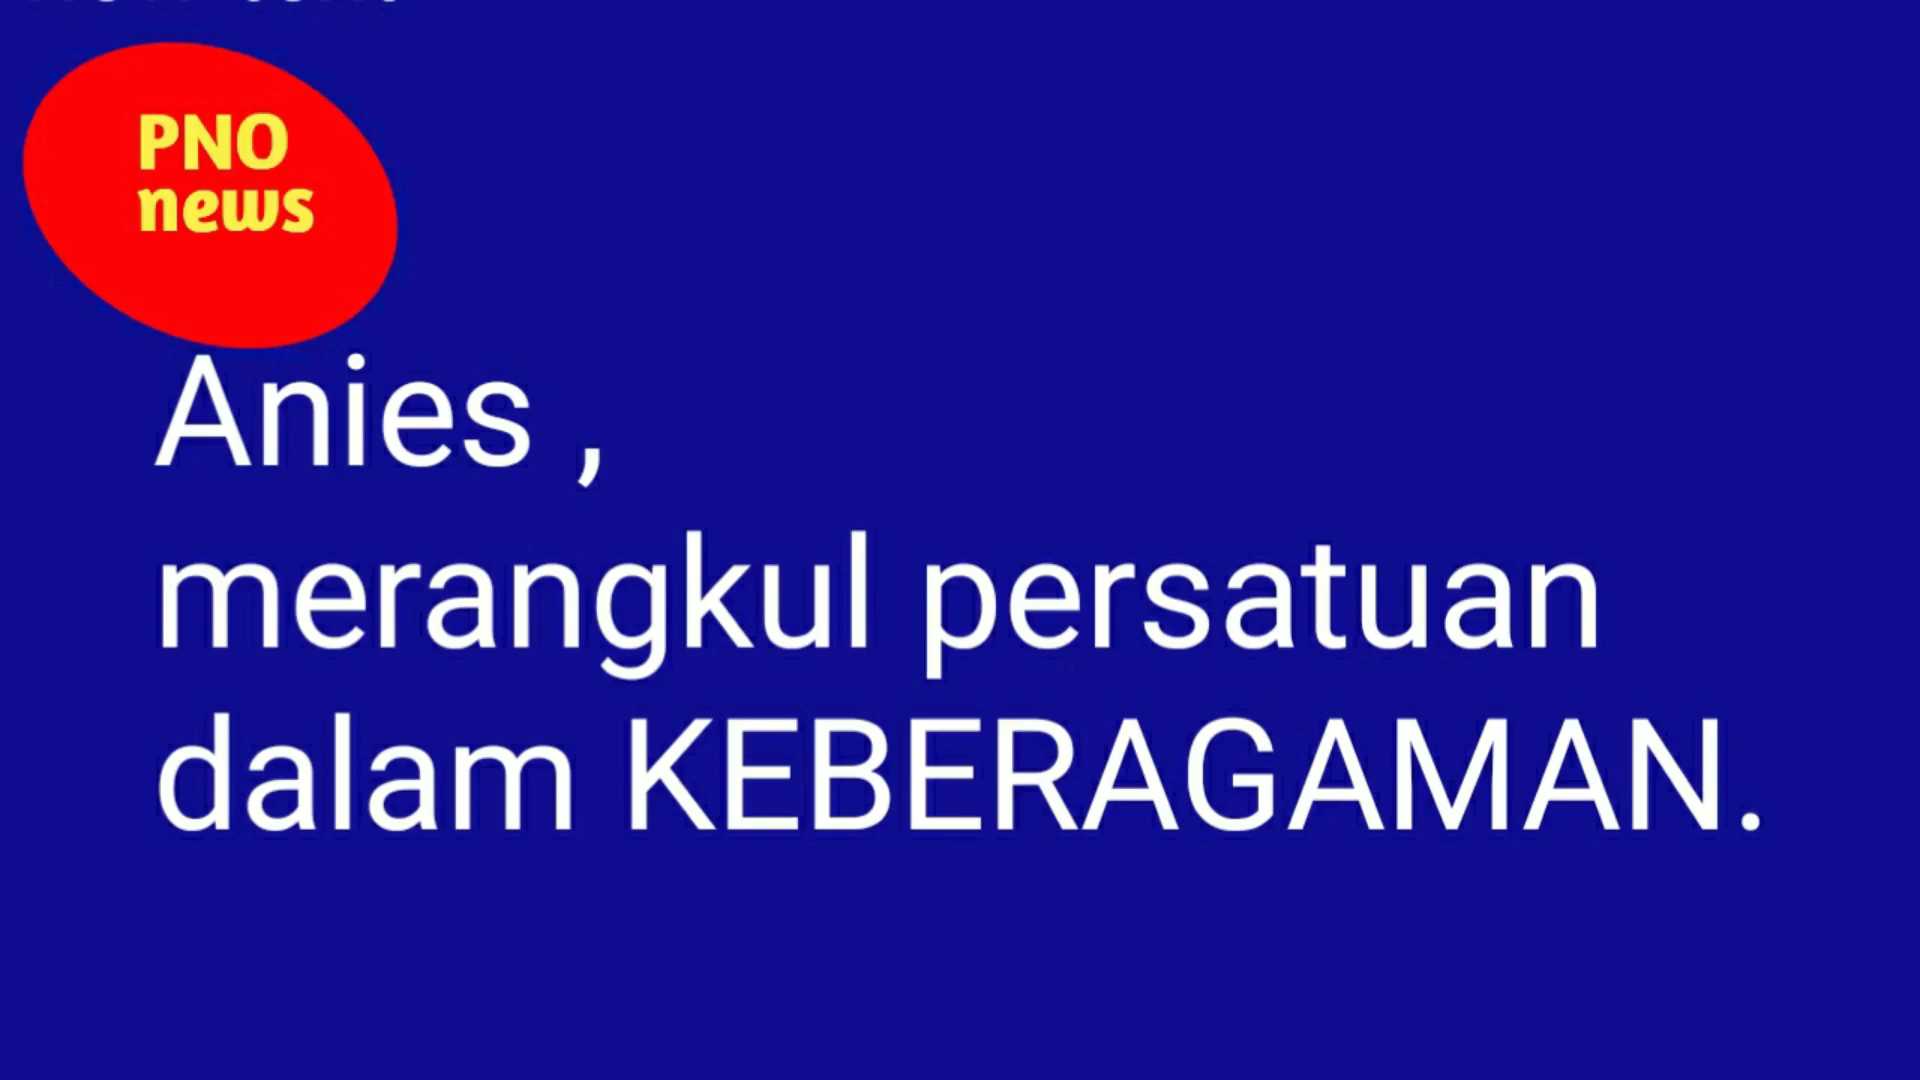 PNO
news
Anies ,
merangkul persatuan
dalam KEBERAGAMAN.